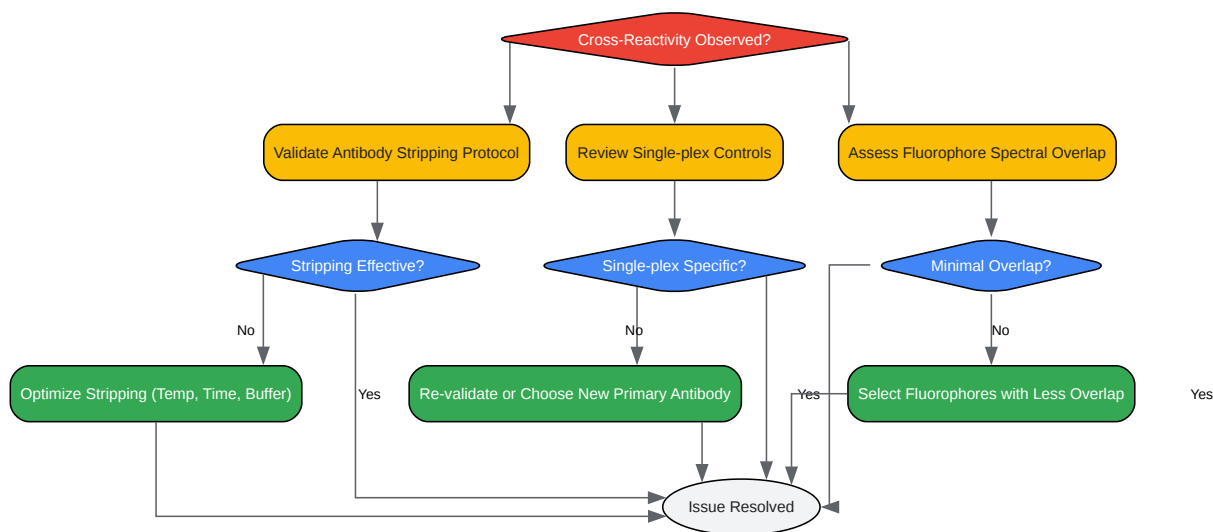 Cross-Reactivity Observed?
Validate Antibody Stripping Protocol
Review Single-plex Controls
Assess Fluorophore Spectral Overlap
Stripping Effective?
Single-plex Specific?
Minimal Overlap?
No
No
No
Optimize Stripping (Temp, Time, Buffer)
Yes
Re-validate or Choose New Primary Antibody
Yes
Select Fluorophores with Less Overlap
Yes
Issue Resolved